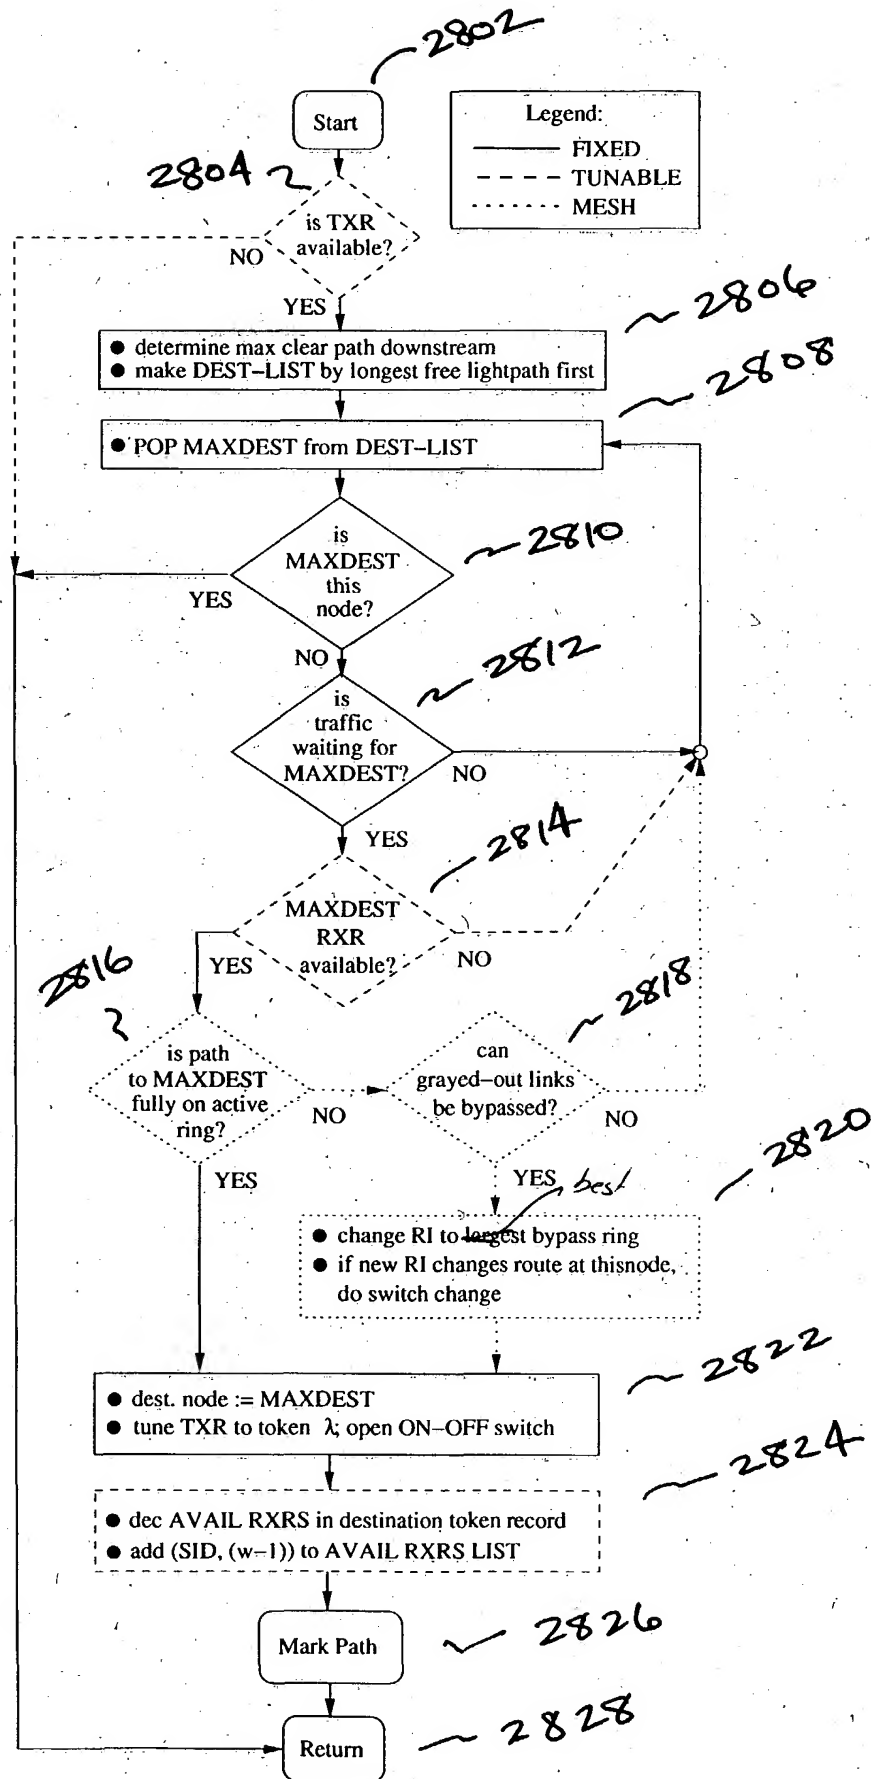 2802
Start
Legend:
FIXED
TUNABLE
MESH
2804
is TXR
available?
NO
YES
2806
● determine max clear path downstream
● make DEST–LIST by longest free lightpath first
2808
● POP MAXDEST from DEST–LIST
is
MAXDEST
this
node?
2810
YES
NO
2812
is
traffic
waiting for
MAXDEST?
NO
YES
2814
MAXDEST
RXR
available?
YES
NO
2816
is path
to MAXDEST
fully on active
ring?
NO
YES
2818
can
grayed–out links
be bypassed?
NO
YES
best
2820
● change RI to largest bypass ring
● if new RI changes route at thisnode,
do switch change
2822
● dest. node := MAXDEST
● tune TXR to token λ; open ON–OFF switch
2824
● dec AVAIL RXRS in destination token record
● add (SID, (w–1)) to AVAIL RXRS LIST
Mark Path
2826
Return
2828